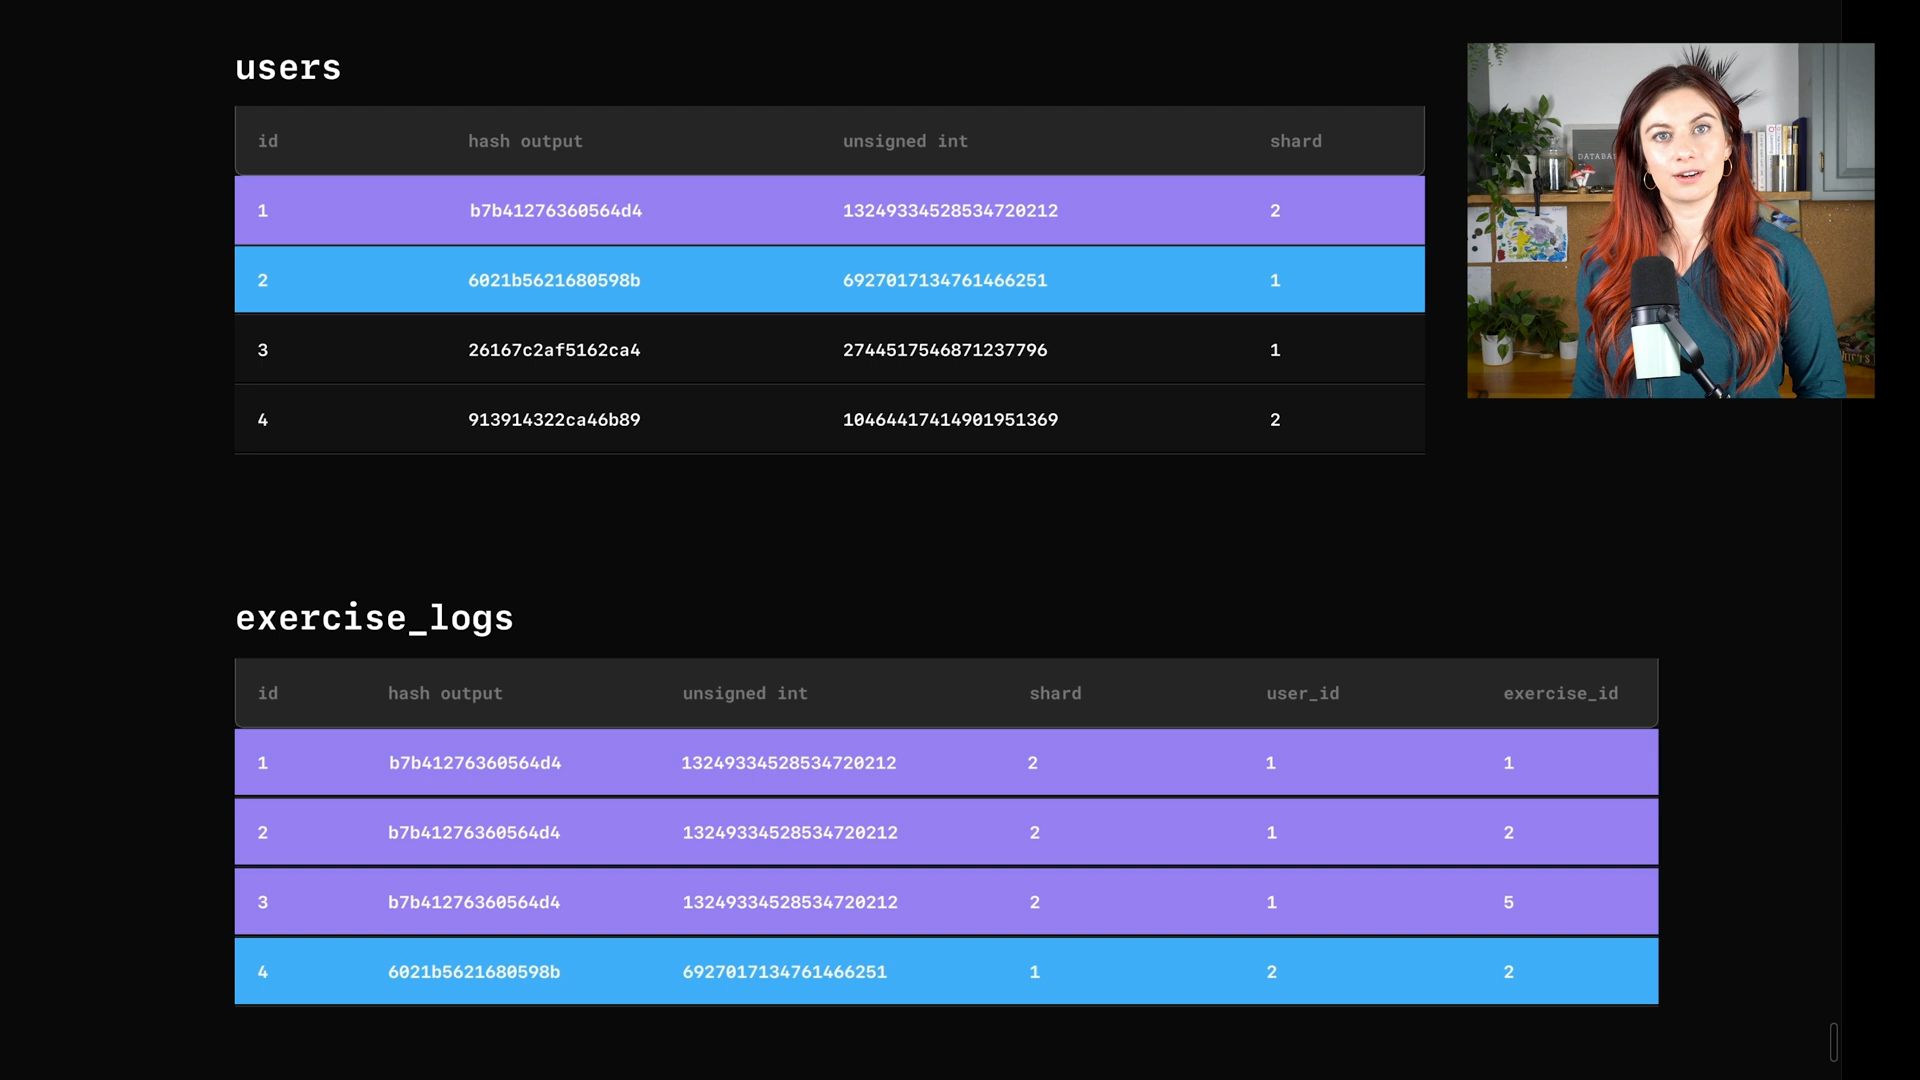 users
id hash output unsigned int shard
1 b7b41276360564d4 13249334528534720212 2
2 6021b5621680598b 6927017134761466251 1
3 26167c2af5162ca4 2744517546871237796 1
4 913914322ca46b89 10464417414901951369 2
DATABA
exercise_logs
id hash output unsigned int shard user_id exercise_id
1 b7b41276360564d4 13249334528534720212 2 1 1
2 b7b41276360564d4 13249334528534720212 2 1 2
3 b7b41276360564d4 13249334528534720212 2 1 5
4 6021b5621680598b 6927017134761466251 1 2 2